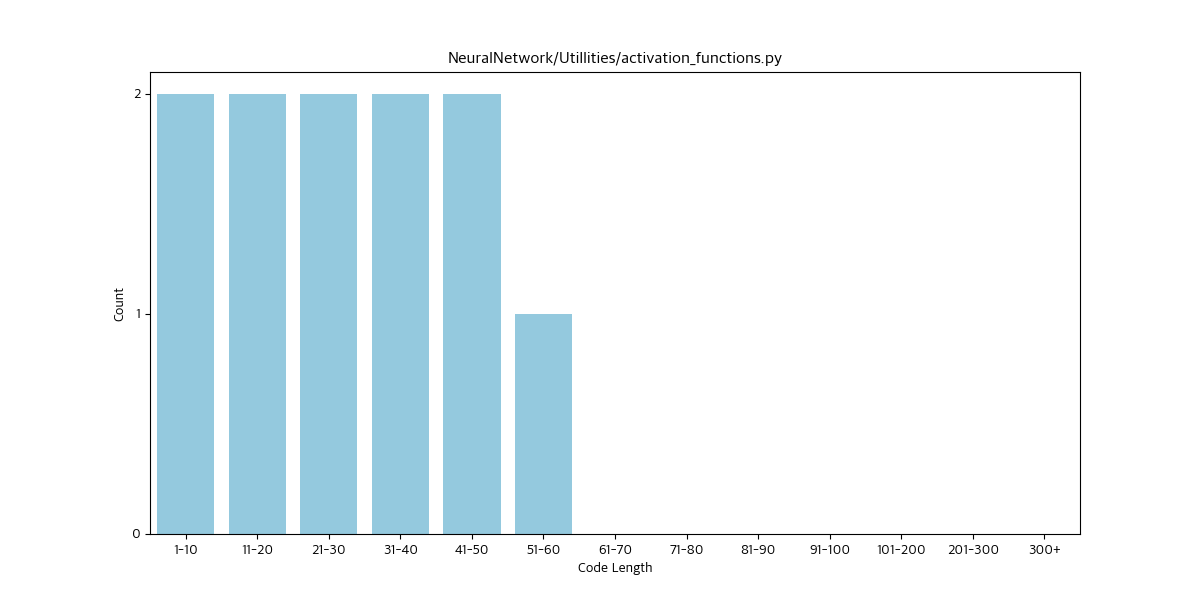 NeuralNetwork/Utillities/activation_functions.py
2
1
0
Count
1-10 11-20 21-30 31-40 41-50 51-60 61-70 71-80 81-90 91-100 101-200 201-300 300+
Code Length